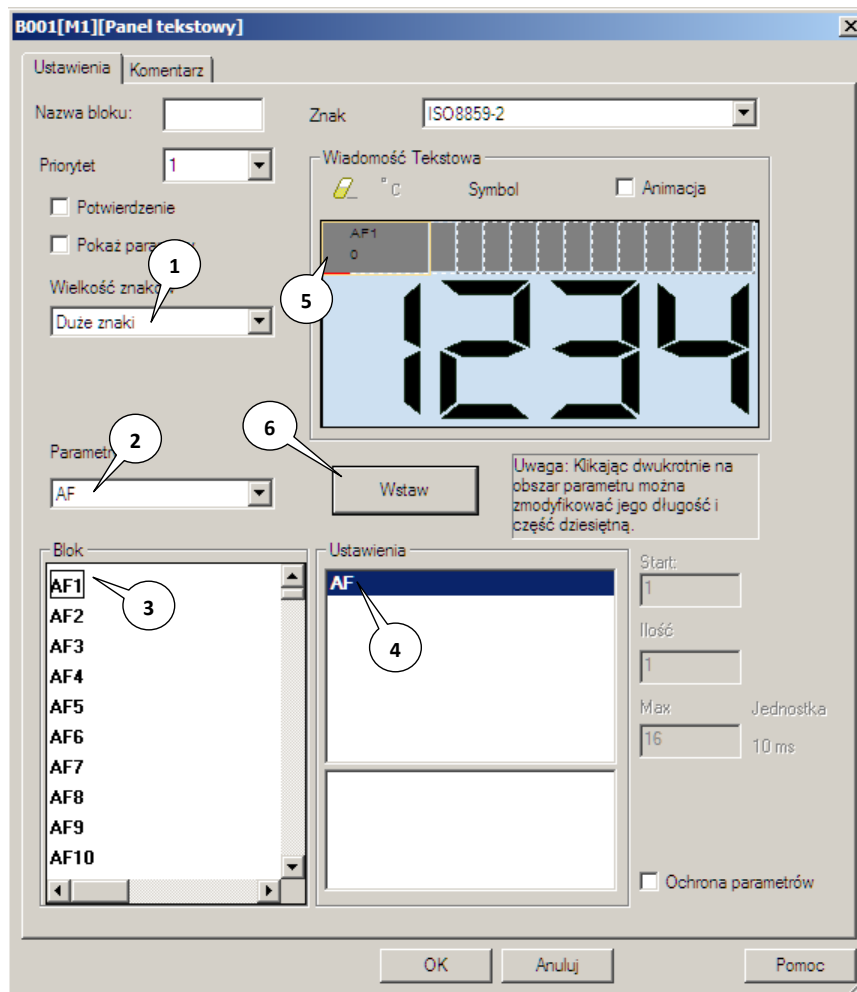 B001[M1][Panel tekstowy]
Ustawienia Komentarz
Nazwa bloku: Znak ISO8859-2
Priorytet 1
Wiadomość Tekstowa
°C Symbol Animacja
Potwierdzenie
Pokaż
AF1
0
1
5
Wielkość
Duże znaki
1234
2
6
AF
Wstaw
Uwaga: Klikając dwukrotnie na
obszar parametru można
zmodyfikować jego długość i
część dziesiętną.
Blok
AF1
AF2
AF3
AF4
AF5
AF6
AF7
AF8
AF9
AF10
3
Ustawienia
AF
4
Start:
1
Ilość
1
Max Jednostka
16 10 ms
Ochrona parametrów
OK Anuluj Pomoc